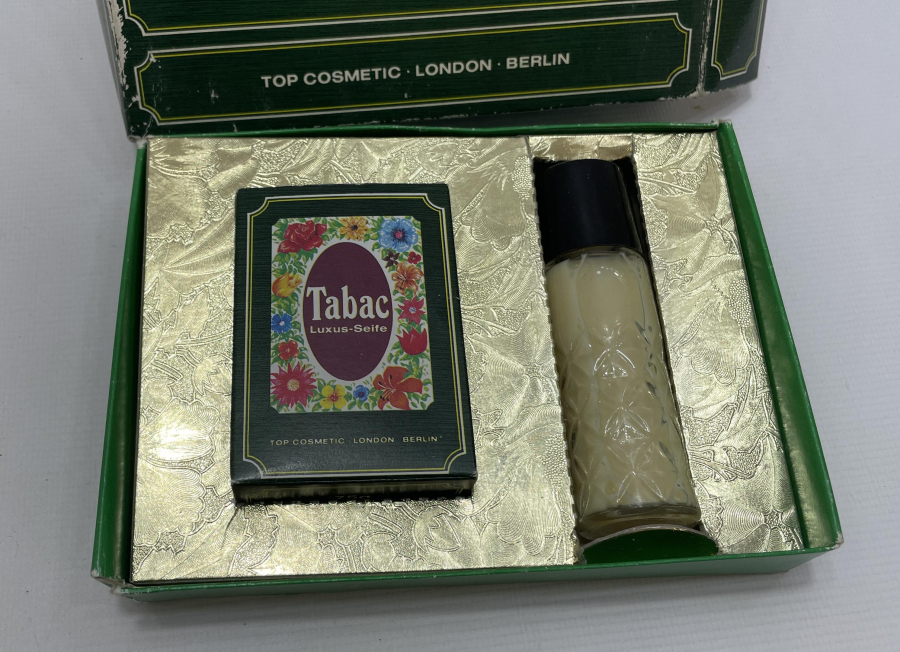 TOP COSMETIC · LONDON · BERLIN
Tabac
Luxus-Seife
TOP COSMETIC · LONDON BERLIN